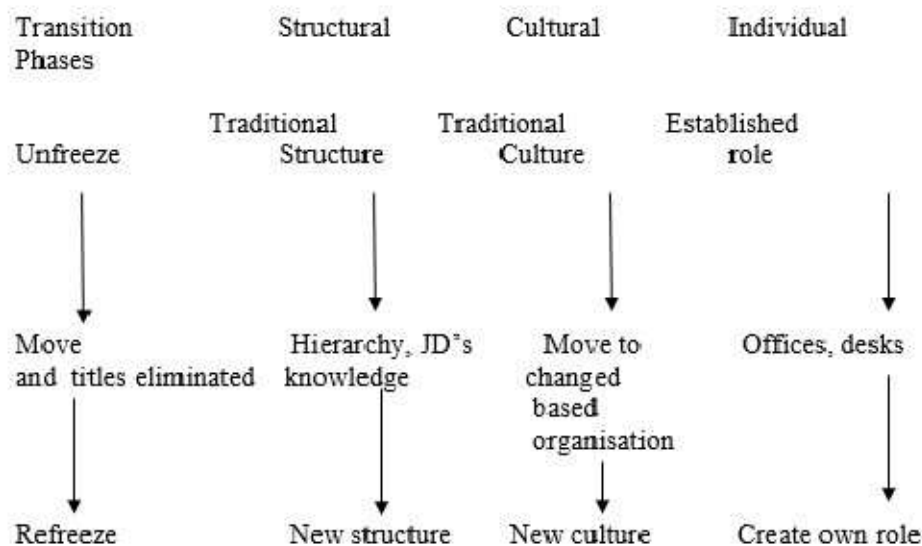 Transition Structural Cultural Individual
Phases
Traditional Traditional Established
Unfreeze Structure Culture role
Move Hierarchy, JD's Move to Offices, desks
and titles eliminated knowledge changed
based
organisation
Refreeze New structure New culture Create own role